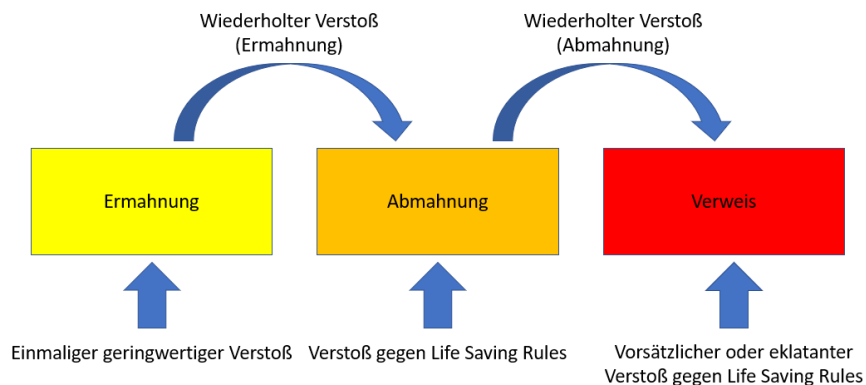 Wiederholter Verstoß
(Ermahnung)
Wiederholter Verstoß
(Abmahnung)
Ermahnung
Abmahnung
Verweis
Einmaliger geringwertiger Verstoß
Verstoß gegen Life Saving Rules
Vorsätzlicher oder eklatanter
Verstoß gegen Life Saving Rules